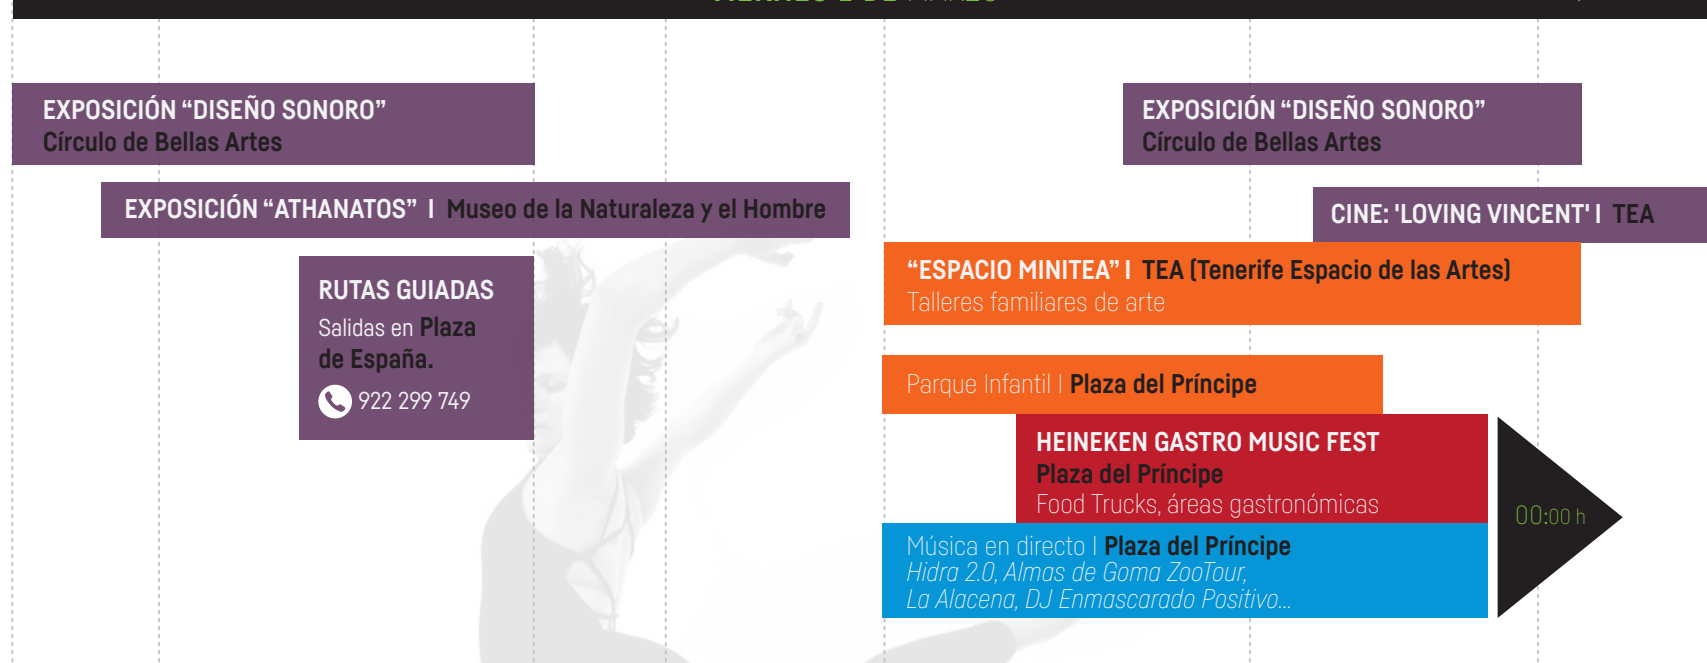 EXPOSICIÓN “DISEÑO SONORO”
Círculo de Bellas Artes
EXPOSICIÓN “DISEÑO SONORO”
Círculo de Bellas Artes
EXPOSICIÓN “ATHANATOS” I Museo de la Naturaleza y el Hombre
CINE: 'LOVING VINCENT' I TEA
RUTAS GUIADAS
Salidas en Plaza
de España.
922 299 749
“ESPACIO MINITEA” I TEA (Tenerife Espacio de las Artes)
Talleres familiares de arte
Parque Infantil I Plaza del Príncipe
HEINEKEN GASTRO MUSIC FEST
Plaza del Príncipe
Food Trucks, áreas gastronómicas
00:00 h
Música en directo I Plaza del Príncipe
Hidra 2.0, Almas de Goma ZooTour,
La Alacena, DJ Enmascarado Positivo...